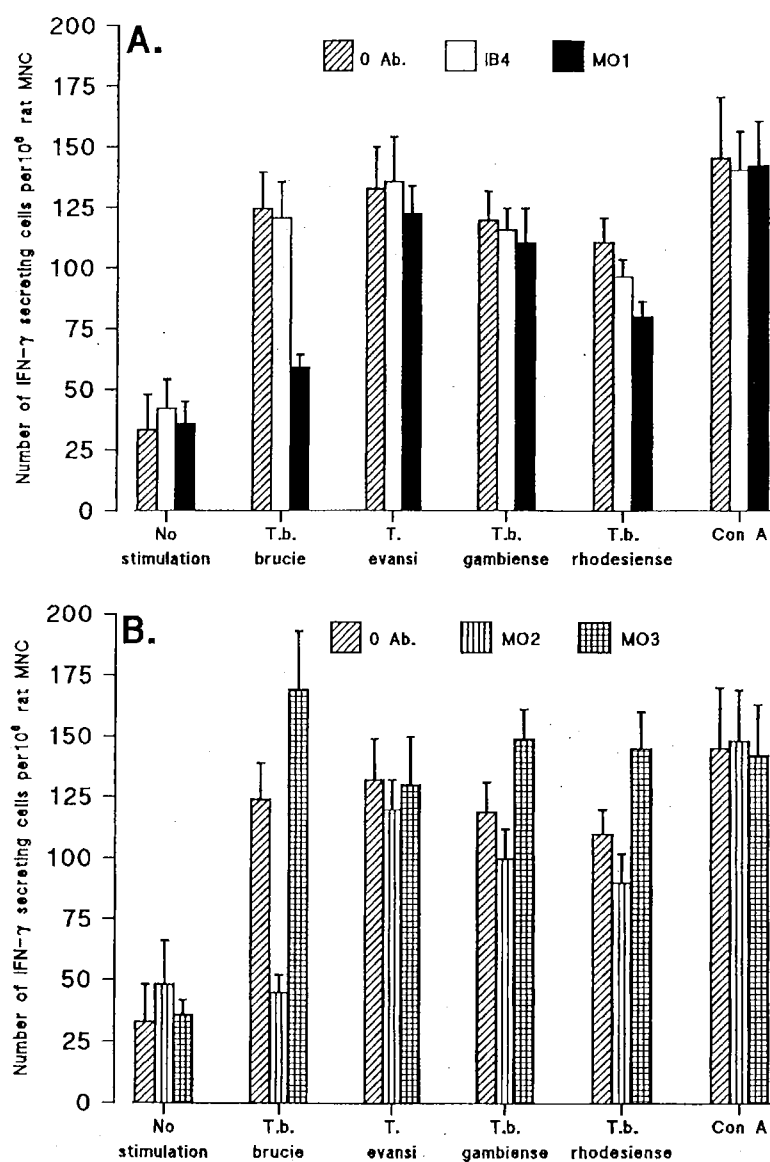 A.
0 Ab. IB4 MO1
Number of IFN-γ secreting cells per10⁶ rat MNC
200
175
150
125
100
75
50
25
0
No stimulation
T.b. brucie
T. evansi
T.b. gambiense
T.b. rhodesiense
Con A
B.
0 Ab. MO2 MO3
Number of IFN-γ secreting cells per10⁶ rat MNC
200
175
150
125
100
75
50
25
0
No stimulation
T.b. brucie
T. evansi
T.b. gambiense
T.b. rhodesiense
Con A